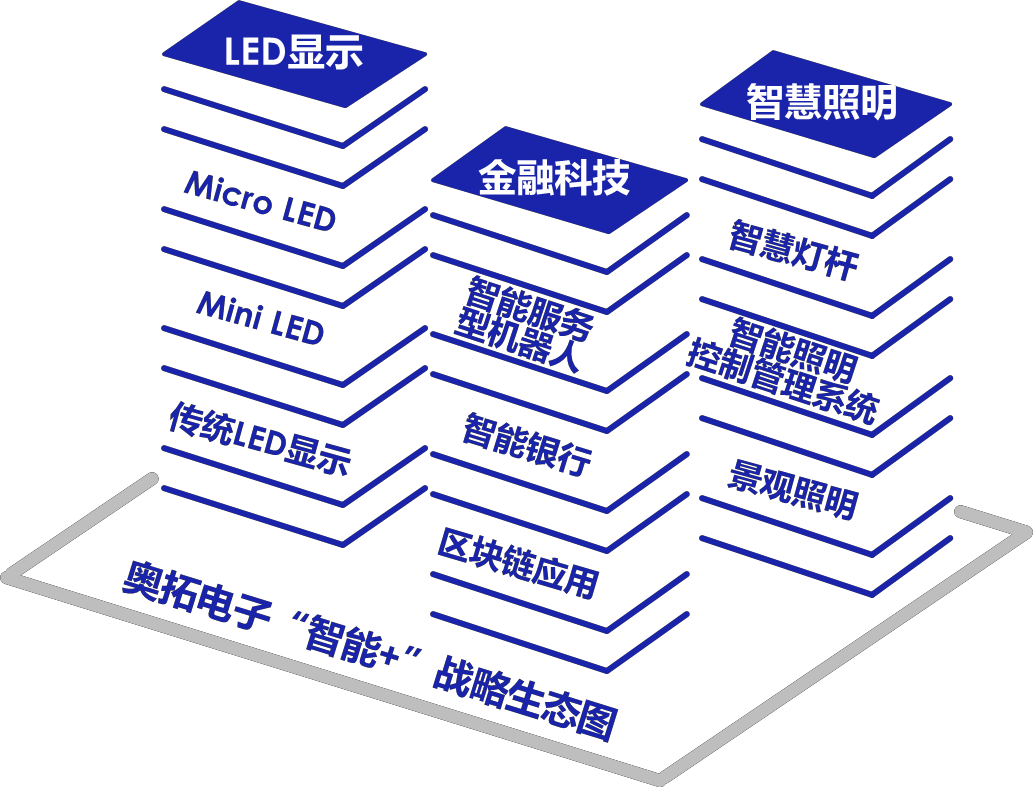 LED显示
Micro LED
Mini LED
传统LED显示
金融科技
智能服务
型机器人
智能银行
区块链应用
智慧照明
智慧灯杆
智能照明
控制管理系统
景观照明
奥拓电子“智能+”战略生态图